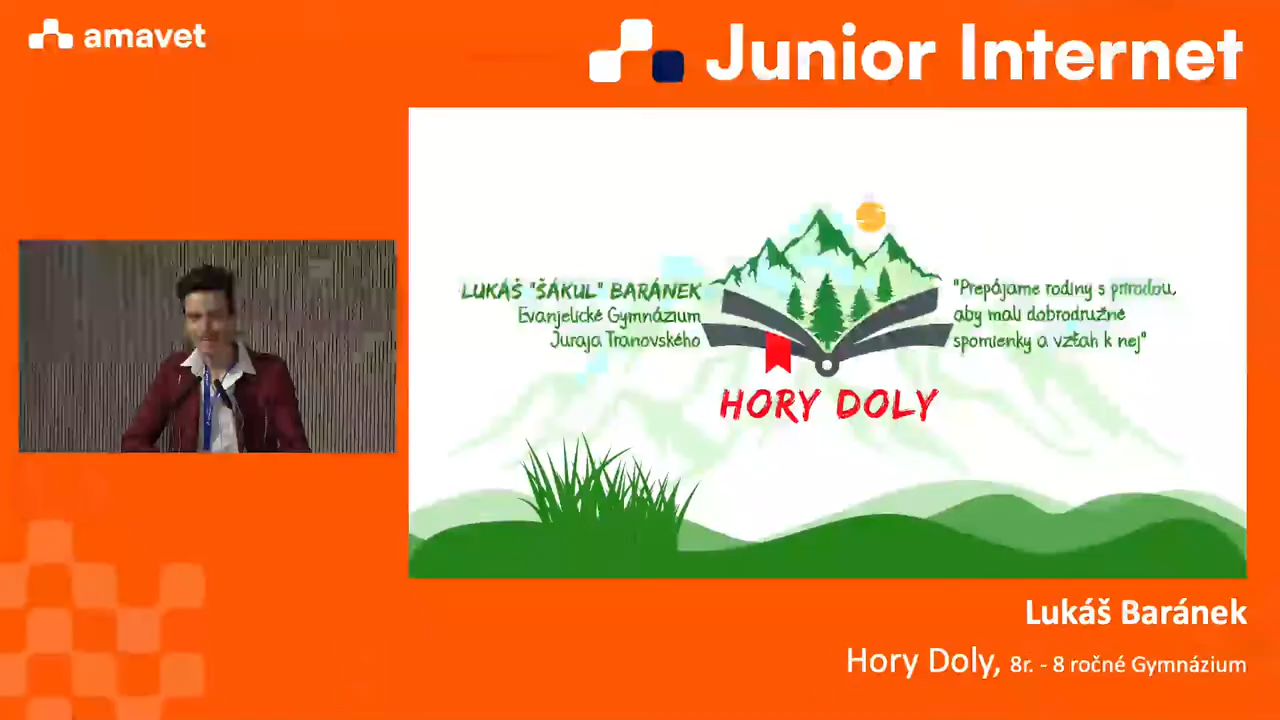 amavet
Junior Internet
LUKÁŠ "ŠÁKUL" BARÁNEK
Evanjelické Gymnázium
Juraja Tranovského
"Prepájame rodiny s prírodou,
aby mali dobrodružné
spomienky a vzťah k nej"
HORY DOLY
Lukáš Baránek
Hory Doly, 8r. - 8 ročné Gymnázium